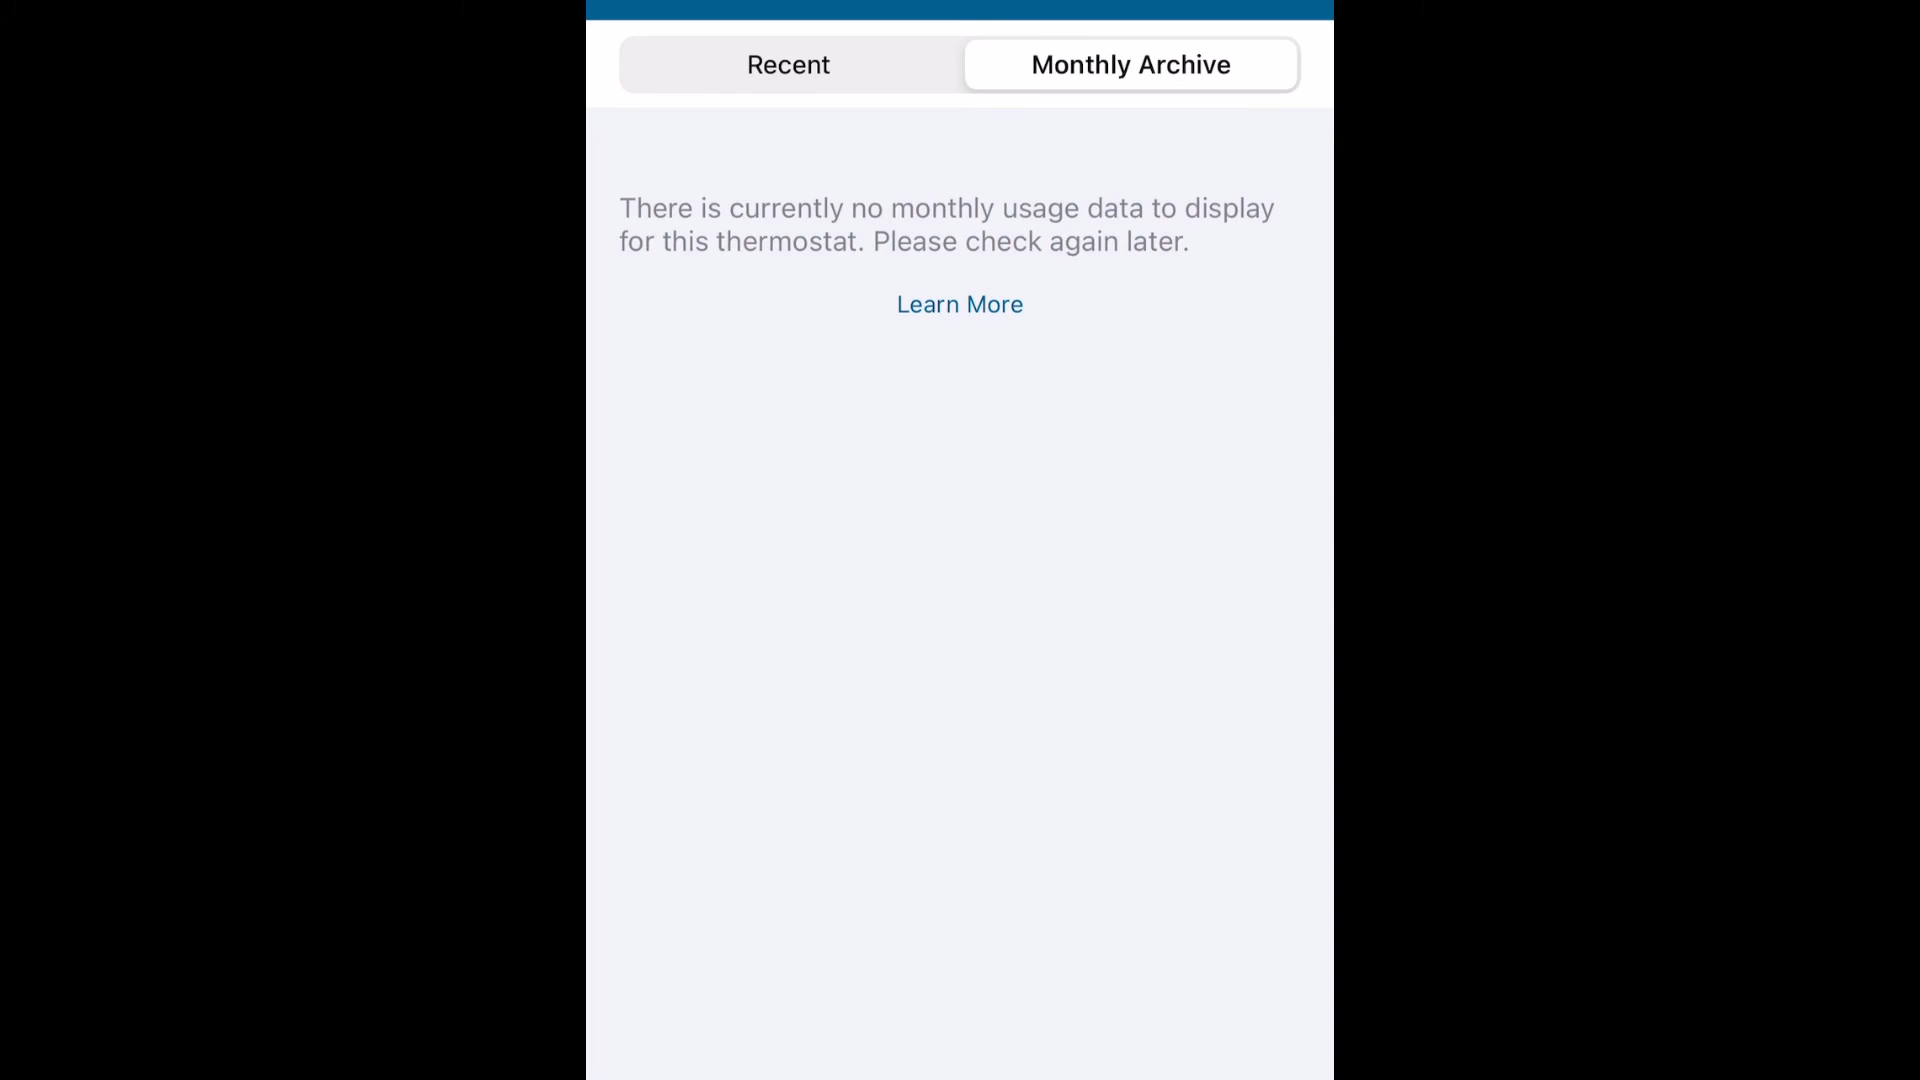 Recent
Monthly Archive
There is currently no monthly usage data to display
for this thermostat. Please check again later.
Learn More